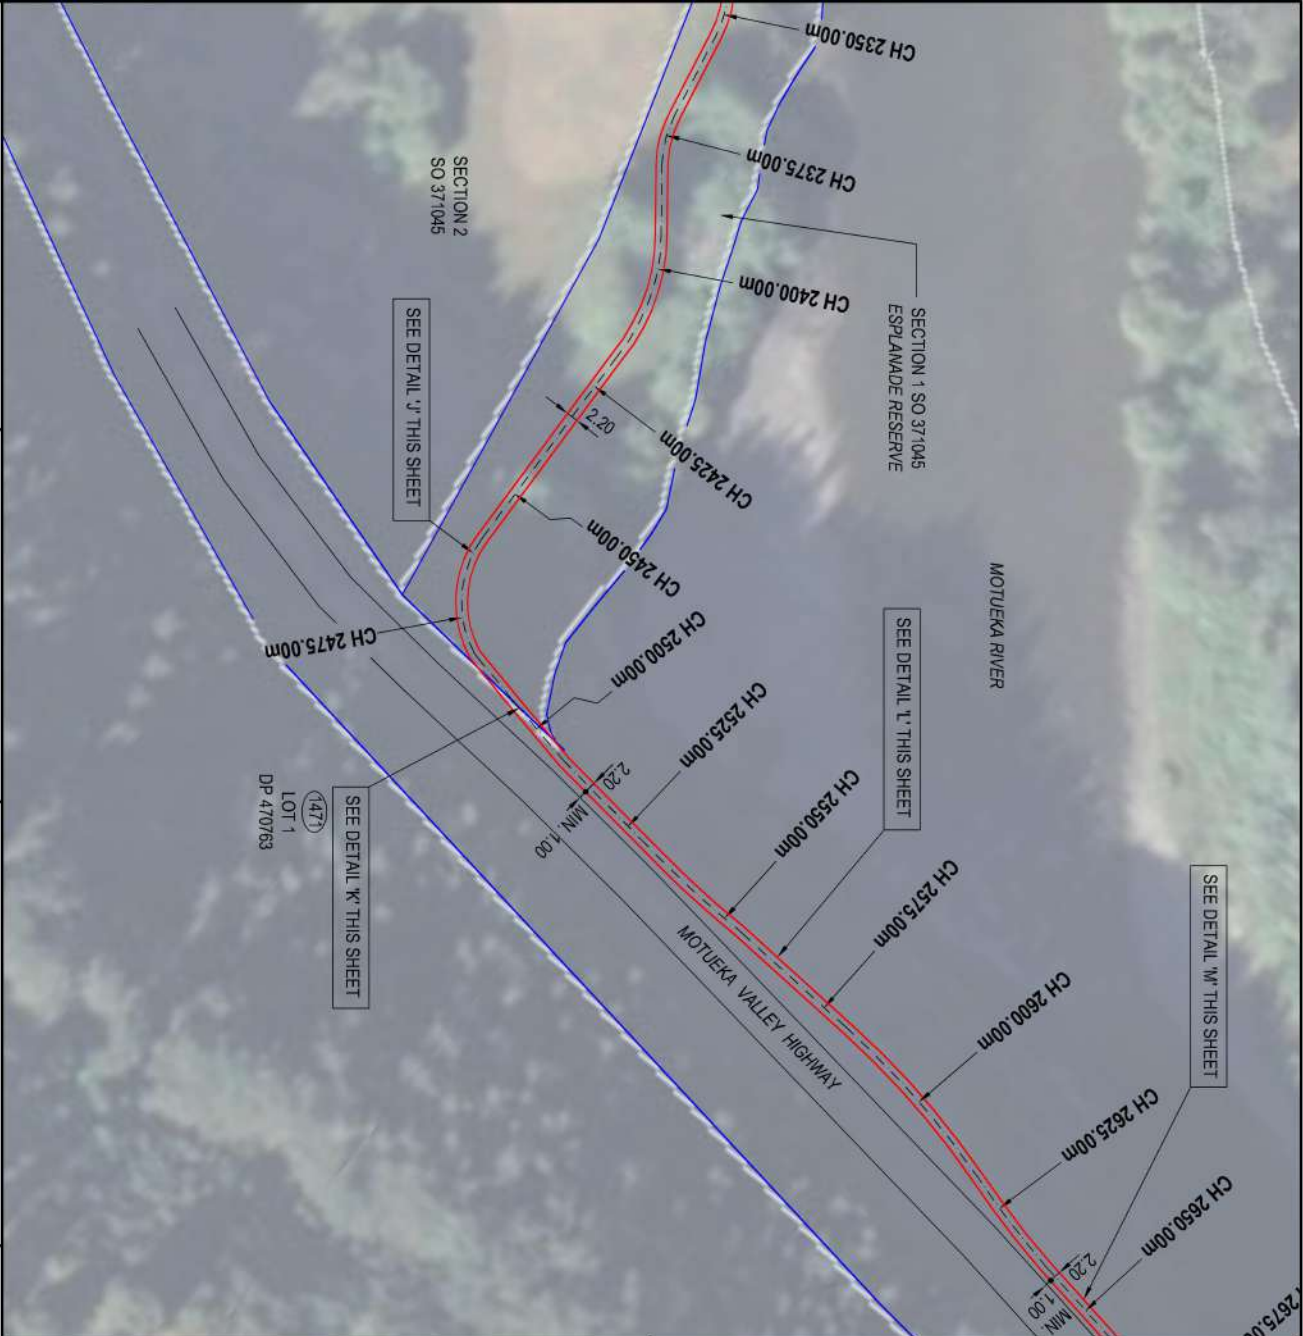 CH 2350.00m
CH 2375.00m
SECTION 2
SO 371045
CH 2400.00m
SECTION 1 SO 371045
ESPLANADE RESERVE
SEE DETAIL 'J' THIS SHEET
2.20
CH 2425.00m
CH 2450.00m
MOTUEKA RIVER
CH 2475.00m
CH 2500.00m
SEE DETAIL 'L' THIS SHEET
CH 2525.00m
2.20
MIN. 1.00
1471
LOT 1
DP 470763
SEE DETAIL 'K' THIS SHEET
CH 2550.00m
CH 2575.00m
MOTUEKA VALLEY HIGHWAY
SEE DETAIL 'M' THIS SHEET
CH 2600.00m
CH 2625.00m
CH 2650.00m
2.20
MIN.
1.00